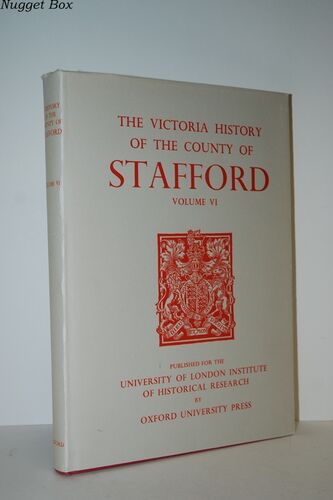 Nugget Box
HISTORY
OF THE
COUNTY OF
VOLUME VI
THE VICTORIA HISTORY
OF THE COUNTY OF
STAFFORD
VOLUME VI
PUBLISHED FOR THE
UNIVERSITY OF LONDON INSTITUTE
OF HISTORICAL RESEARCH
BY
OXFORD UNIVERSITY PRESS